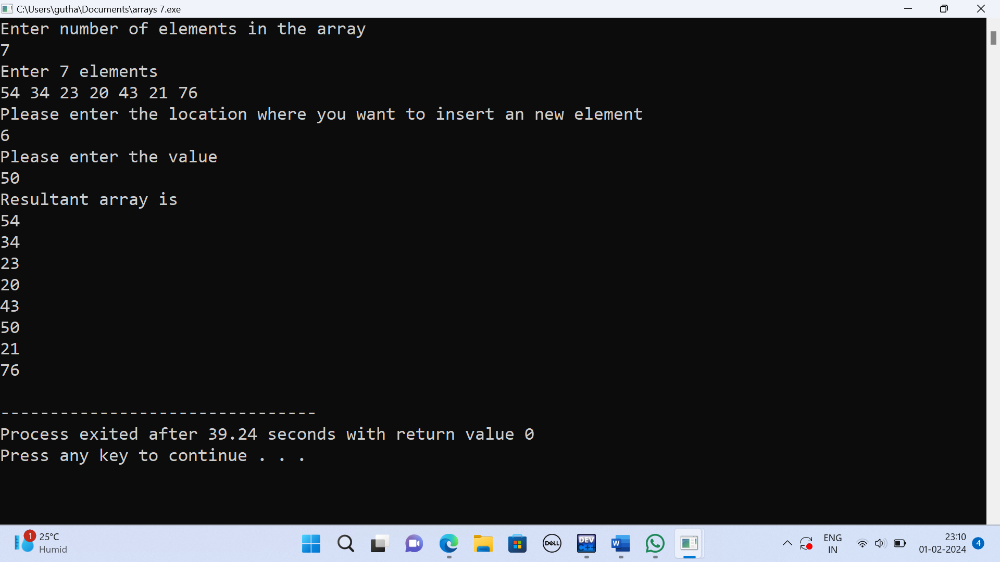 C:\Users\gutha\Documents\arrays 7.exe
Enter number of elements in the array
7
Enter 7 elements
54 34 23 20 43 21 76
Please enter the location where you want to insert an new element
6
Please enter the value
50
Resultant array is
54
34
23
20
43
50
21
76
--------------------------------
Process exited after 39.24 seconds with return value 0
Press any key to continue . . .
1
25°C
Humid
DELL
DEV
C++
W
ENG
IN
23:10
01-02-2024
4